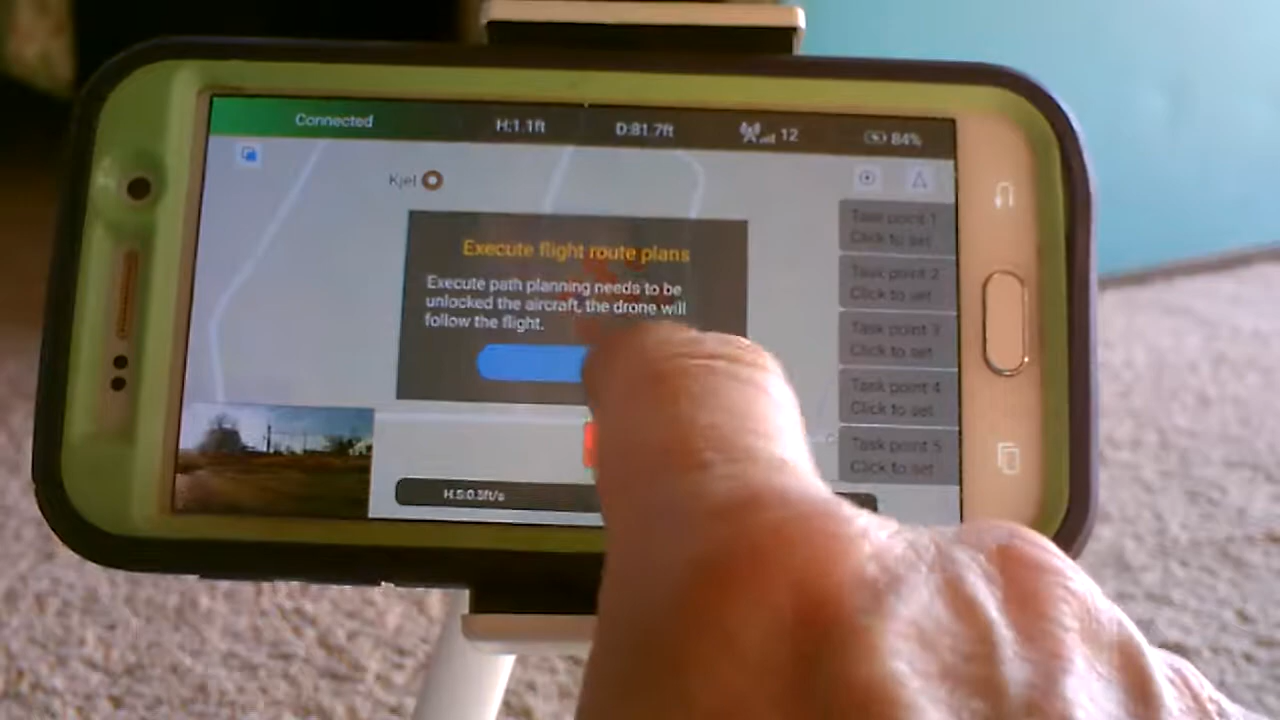 Connected H:1.1ft D:81.7ft 12 84%
Kjel
Execute flight route plans
Execute path planning needs to be
unlocked the aircraft, the drone will
follow the flight.
Task point 1
Click to set
Task point 2
Click to set
Task point 3
Click to set
Task point 4
Click to set
Task point 5
Click to set
H.S:0.3ft/s